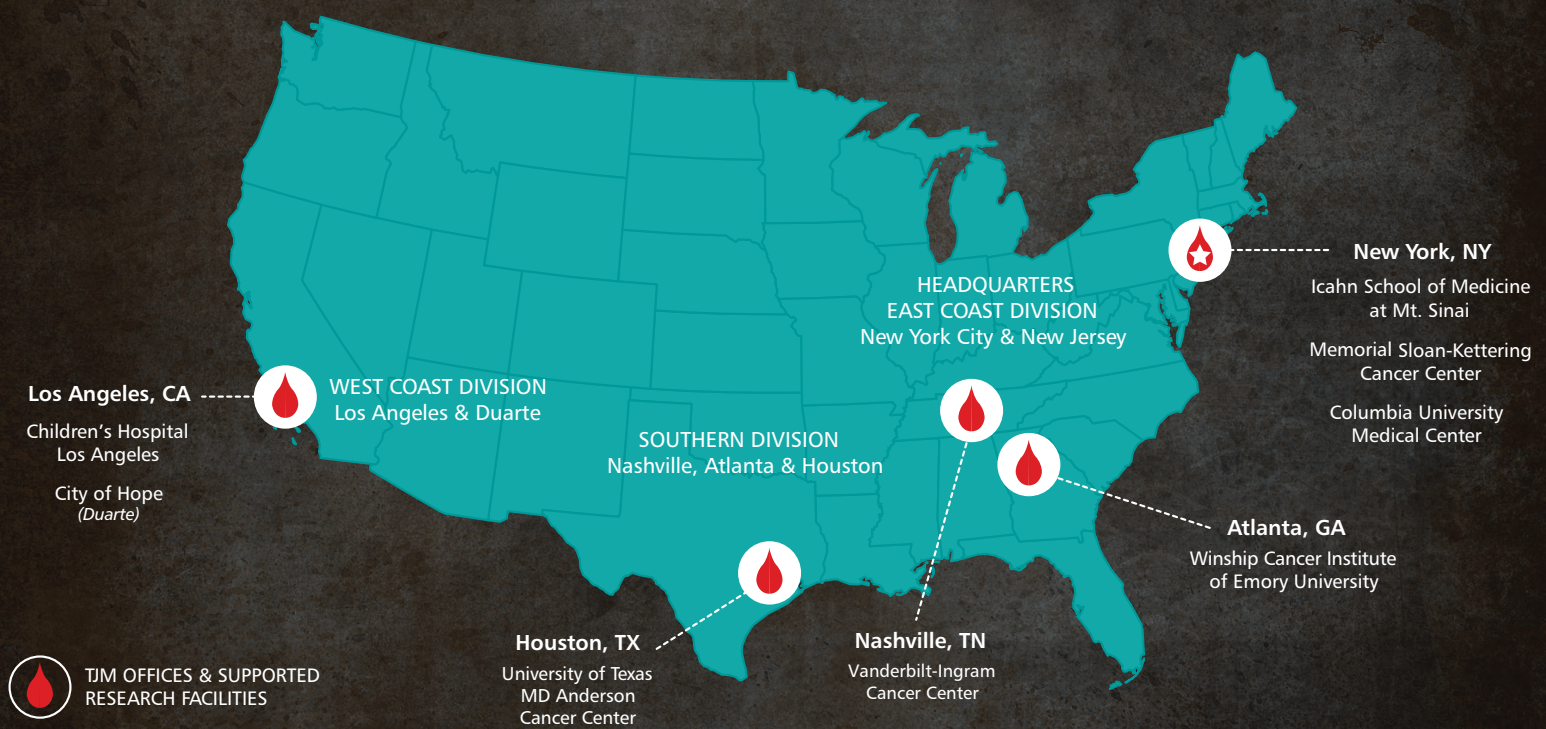 HEADQUARTERS
EAST COAST DIVISION
New York City & New Jersey
New York, NY
Icahn School of Medicine
at Mt. Sinai
Memorial Sloan-Kettering
Cancer Center
Columbia University
Medical Center
Los Angeles, CA
Children's Hospital
Los Angeles
City of Hope
(Duarte)
WEST COAST DIVISION
Los Angeles & Duarte
SOUTHERN DIVISION
Nashville, Atlanta & Houston
Atlanta, GA
Winship Cancer Institute
of Emory University
Houston, TX
University of Texas
MD Anderson
Cancer Center
Nashville, TN
Vanderbilt-Ingram
Cancer Center
TJM OFFICES & SUPPORTED
RESEARCH FACILITIES